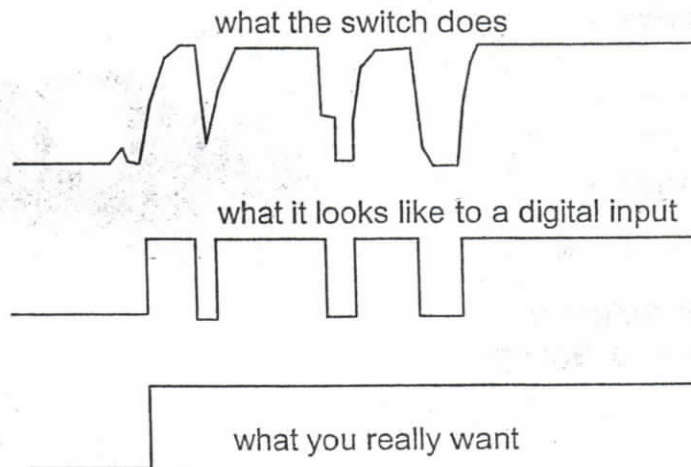 what the switch does
what it looks like to a digital input
what you really want